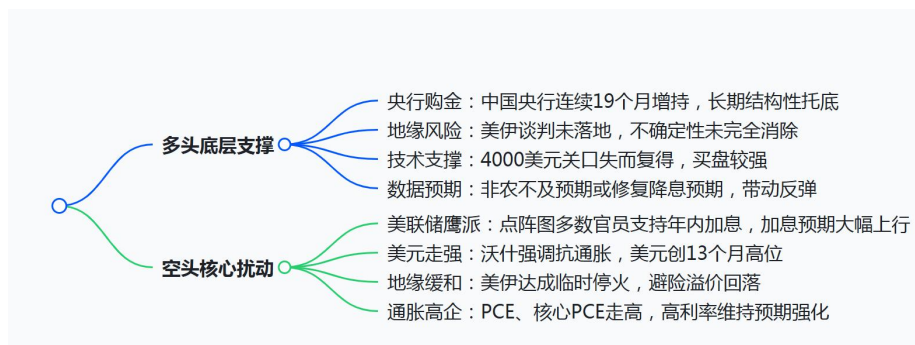 多头底层支撑
央行购金：中国央行连续19个月增持，长期结构性托底
地缘风险：美伊谈判未落地，不确定性未完全消除
技术支撑：4000美元关口失而复得，买盘较强
数据预期：非农不及预期或修复降息预期，带动反弹
空头核心扰动
美联储鹰派：点阵图多数官员支持年内加息，加息预期大幅上行
美元走强：沃什强调抗通胀，美元创13个月高位
地缘缓和：美伊达成临时停火，避险溢价回落
通胀高企：PCE、核心PCE走高，高利率维持预期强化